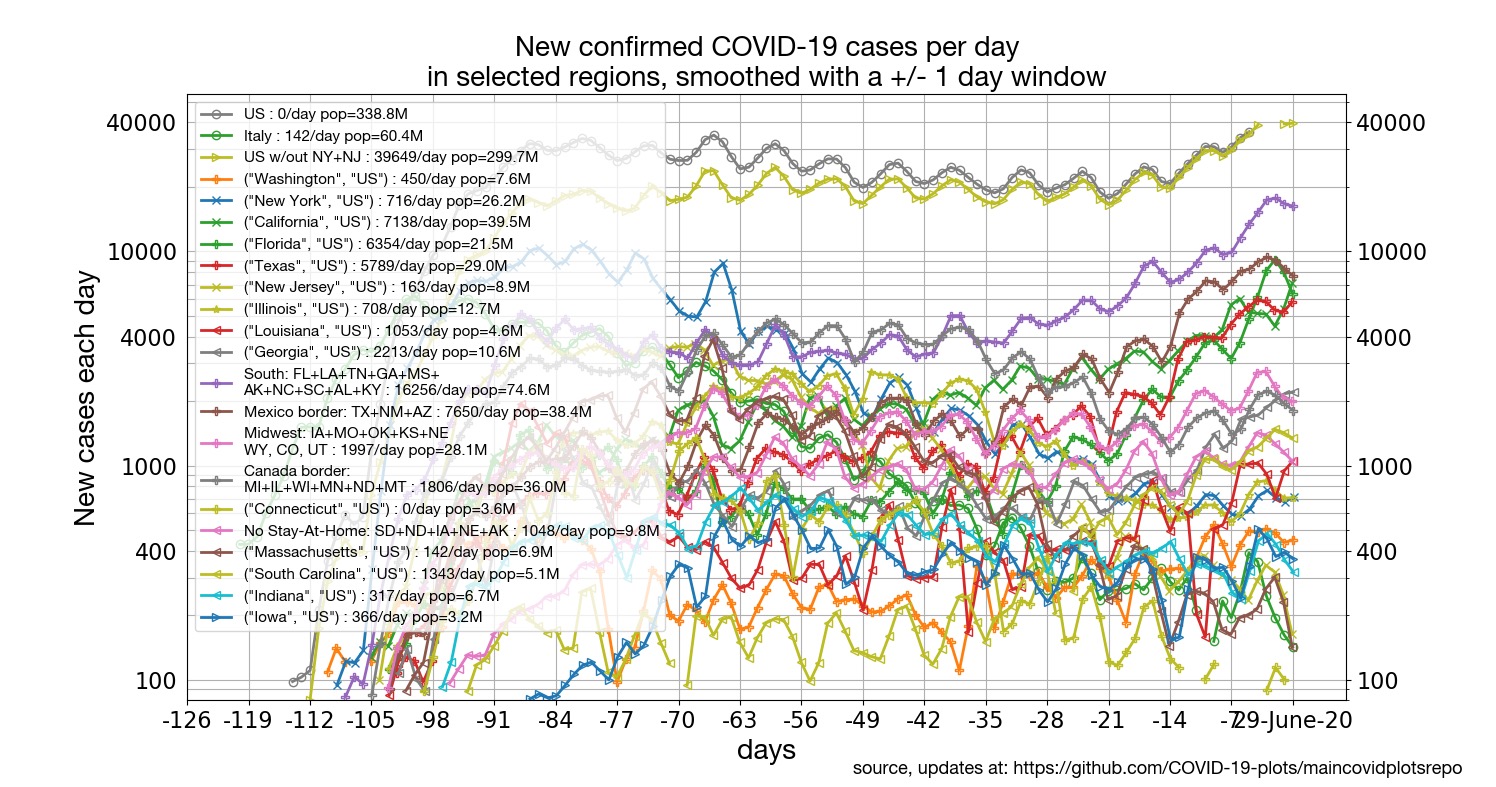 New confirmed COVID-19 cases per day
in selected regions, smoothed with a +/- 1 day window
New cases each day
40000
10000
4000
1000
400
100
US : 0/day pop=338.8M
Italy : 142/day pop=60.4M
US w/out NY+NJ : 39649/day pop=299.7M
("Washington", "US") : 450/day pop=7.6M
("New York", "US") : 716/day pop=26.2M
("California", "US") : 7138/day pop=39.5M
("Florida", "US") : 6354/day pop=21.5M
("Texas", "US") : 5789/day pop=29.0M
("New Jersey", "US") : 163/day pop=8.9M
("Illinois", "US") : 708/day pop=12.7M
("Louisiana", "US") : 1053/day pop=4.6M
("Georgia", "US") : 2213/day pop=10.6M
South: FL+LA+TN+GA+MS+
AK+NC+SC+AL+KY : 16256/day pop=74.6M
Mexico border: TX+NM+AZ : 7650/day pop=38.4M
Midwest: IA+MO+OK+KS+NE
WY, CO, UT : 1997/day pop=28.1M
Canada border:
MI+IL+WI+MN+ND+MT : 1806/day pop=36.0M
("Connecticut", "US") : 0/day pop=3.6M
No Stay-At-Home: SD+ND+IA+NE+AK : 1048/day pop=9.8M
("Massachusetts", "US") : 142/day pop=6.9M
("South Carolina", "US") : 1343/day pop=5.1M
("Indiana", "US") : 317/day pop=6.7M
("Iowa", "US") : 366/day pop=3.2M
40000
10000
4000
1000
400
100
-126 -119 -112 -105 -98 -91 -84 -77 -70 -63 -56 -49 -42 -35 -28 -21 -14 -7 29-June-20
days
source, updates at: https://github.com/COVID-19-plots/maincovidplotsrepo